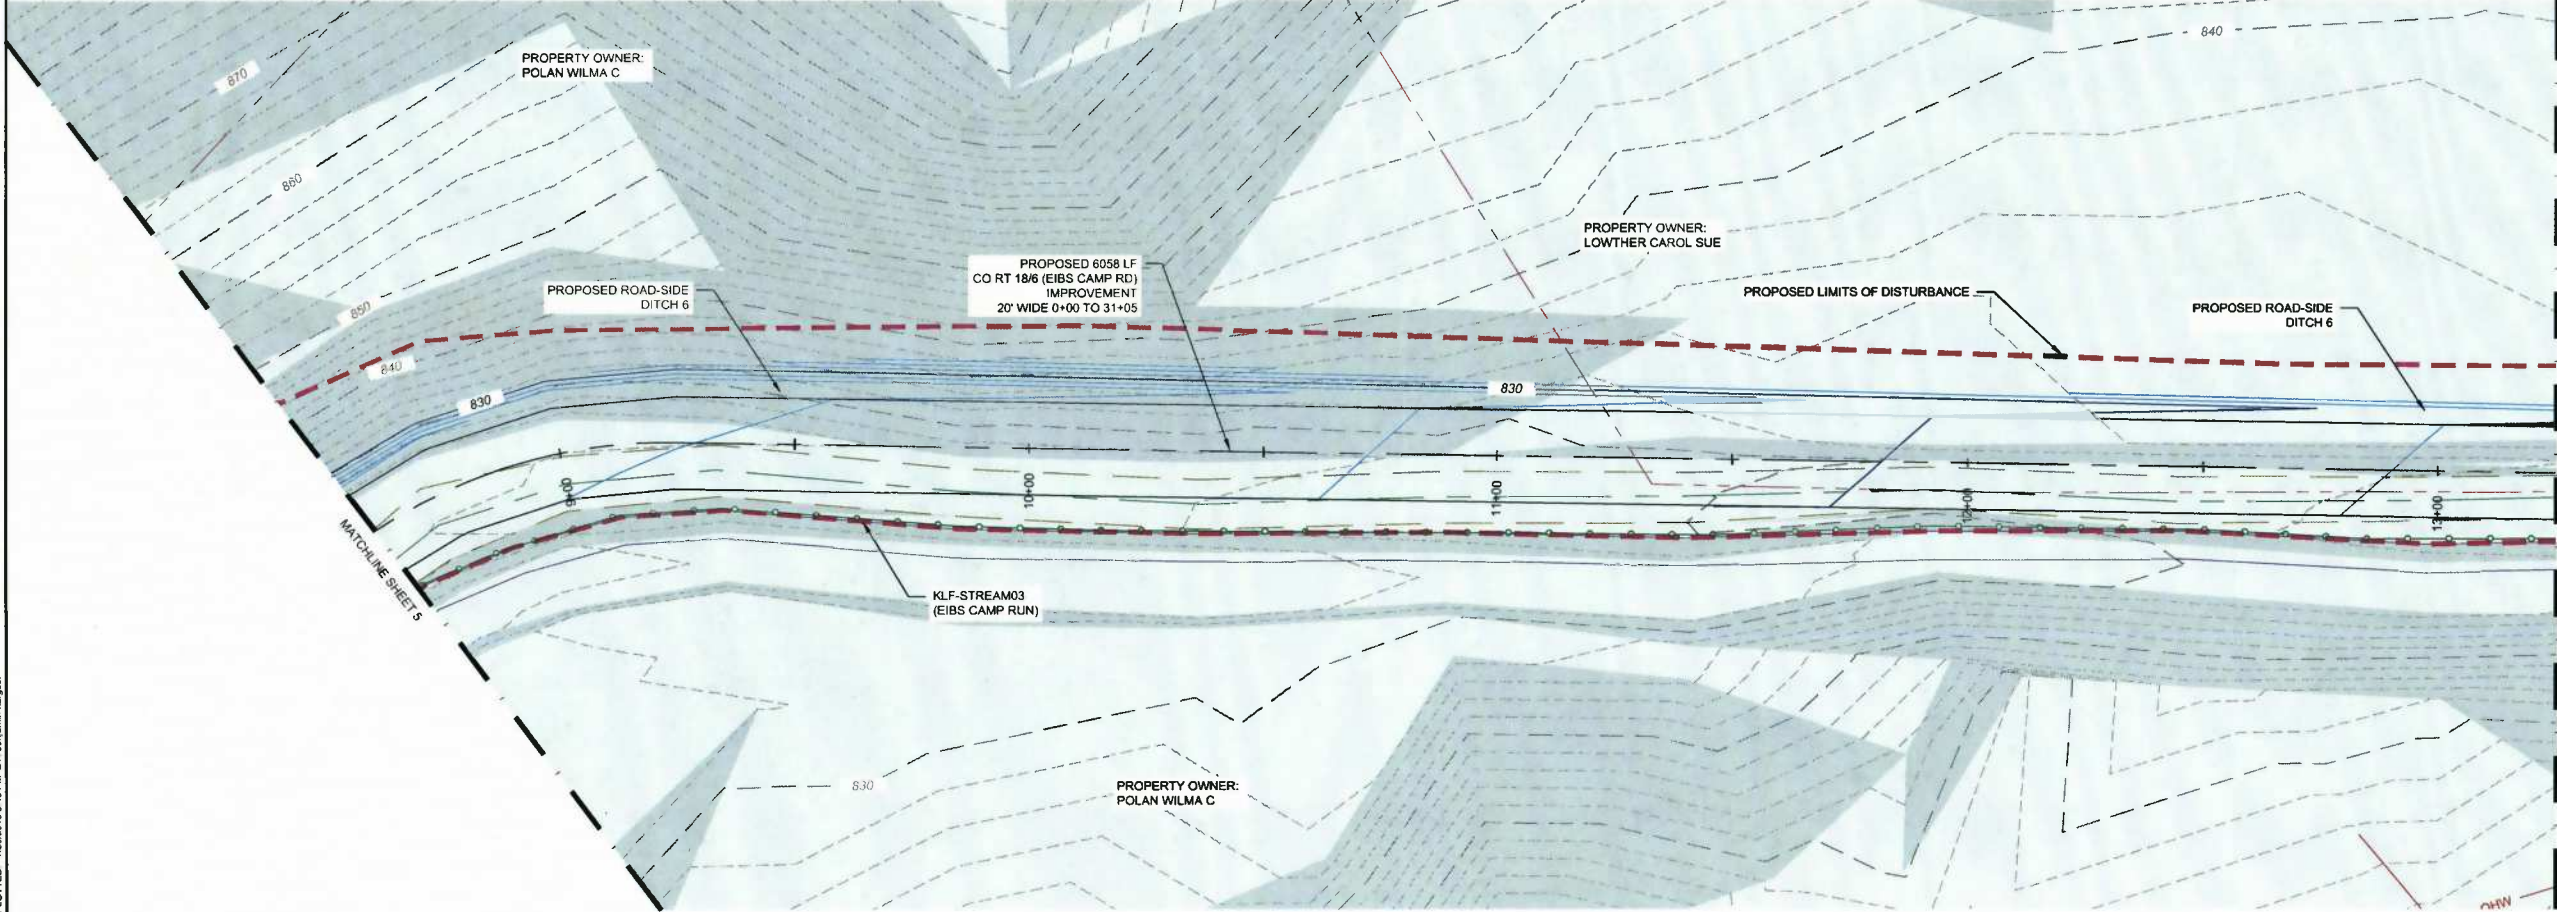 840
870
PROPERTY OWNER:
POLAN WILMA C
860
PROPERTY OWNER:
LOWTHER CAROL SUE
PROPOSED 6058 LF
CO RT 18/6 (EIBS CAMP RD)
IMPROVEMENT
20' WIDE 0+00 TO 31+05
PROPOSED ROAD-SIDE
DITCH 6
PROPOSED LIMITS OF DISTURBANCE
PROPOSED ROAD-SIDE
DITCH 6
850
840
830
830
9+00
10+00
11+00
12+00
13+00
MATCHLINE SHEET 5
KLF-STREAM03
(EIBS CAMP RUN)
830
PROPERTY OWNER:
POLAN WILMA C
OHW